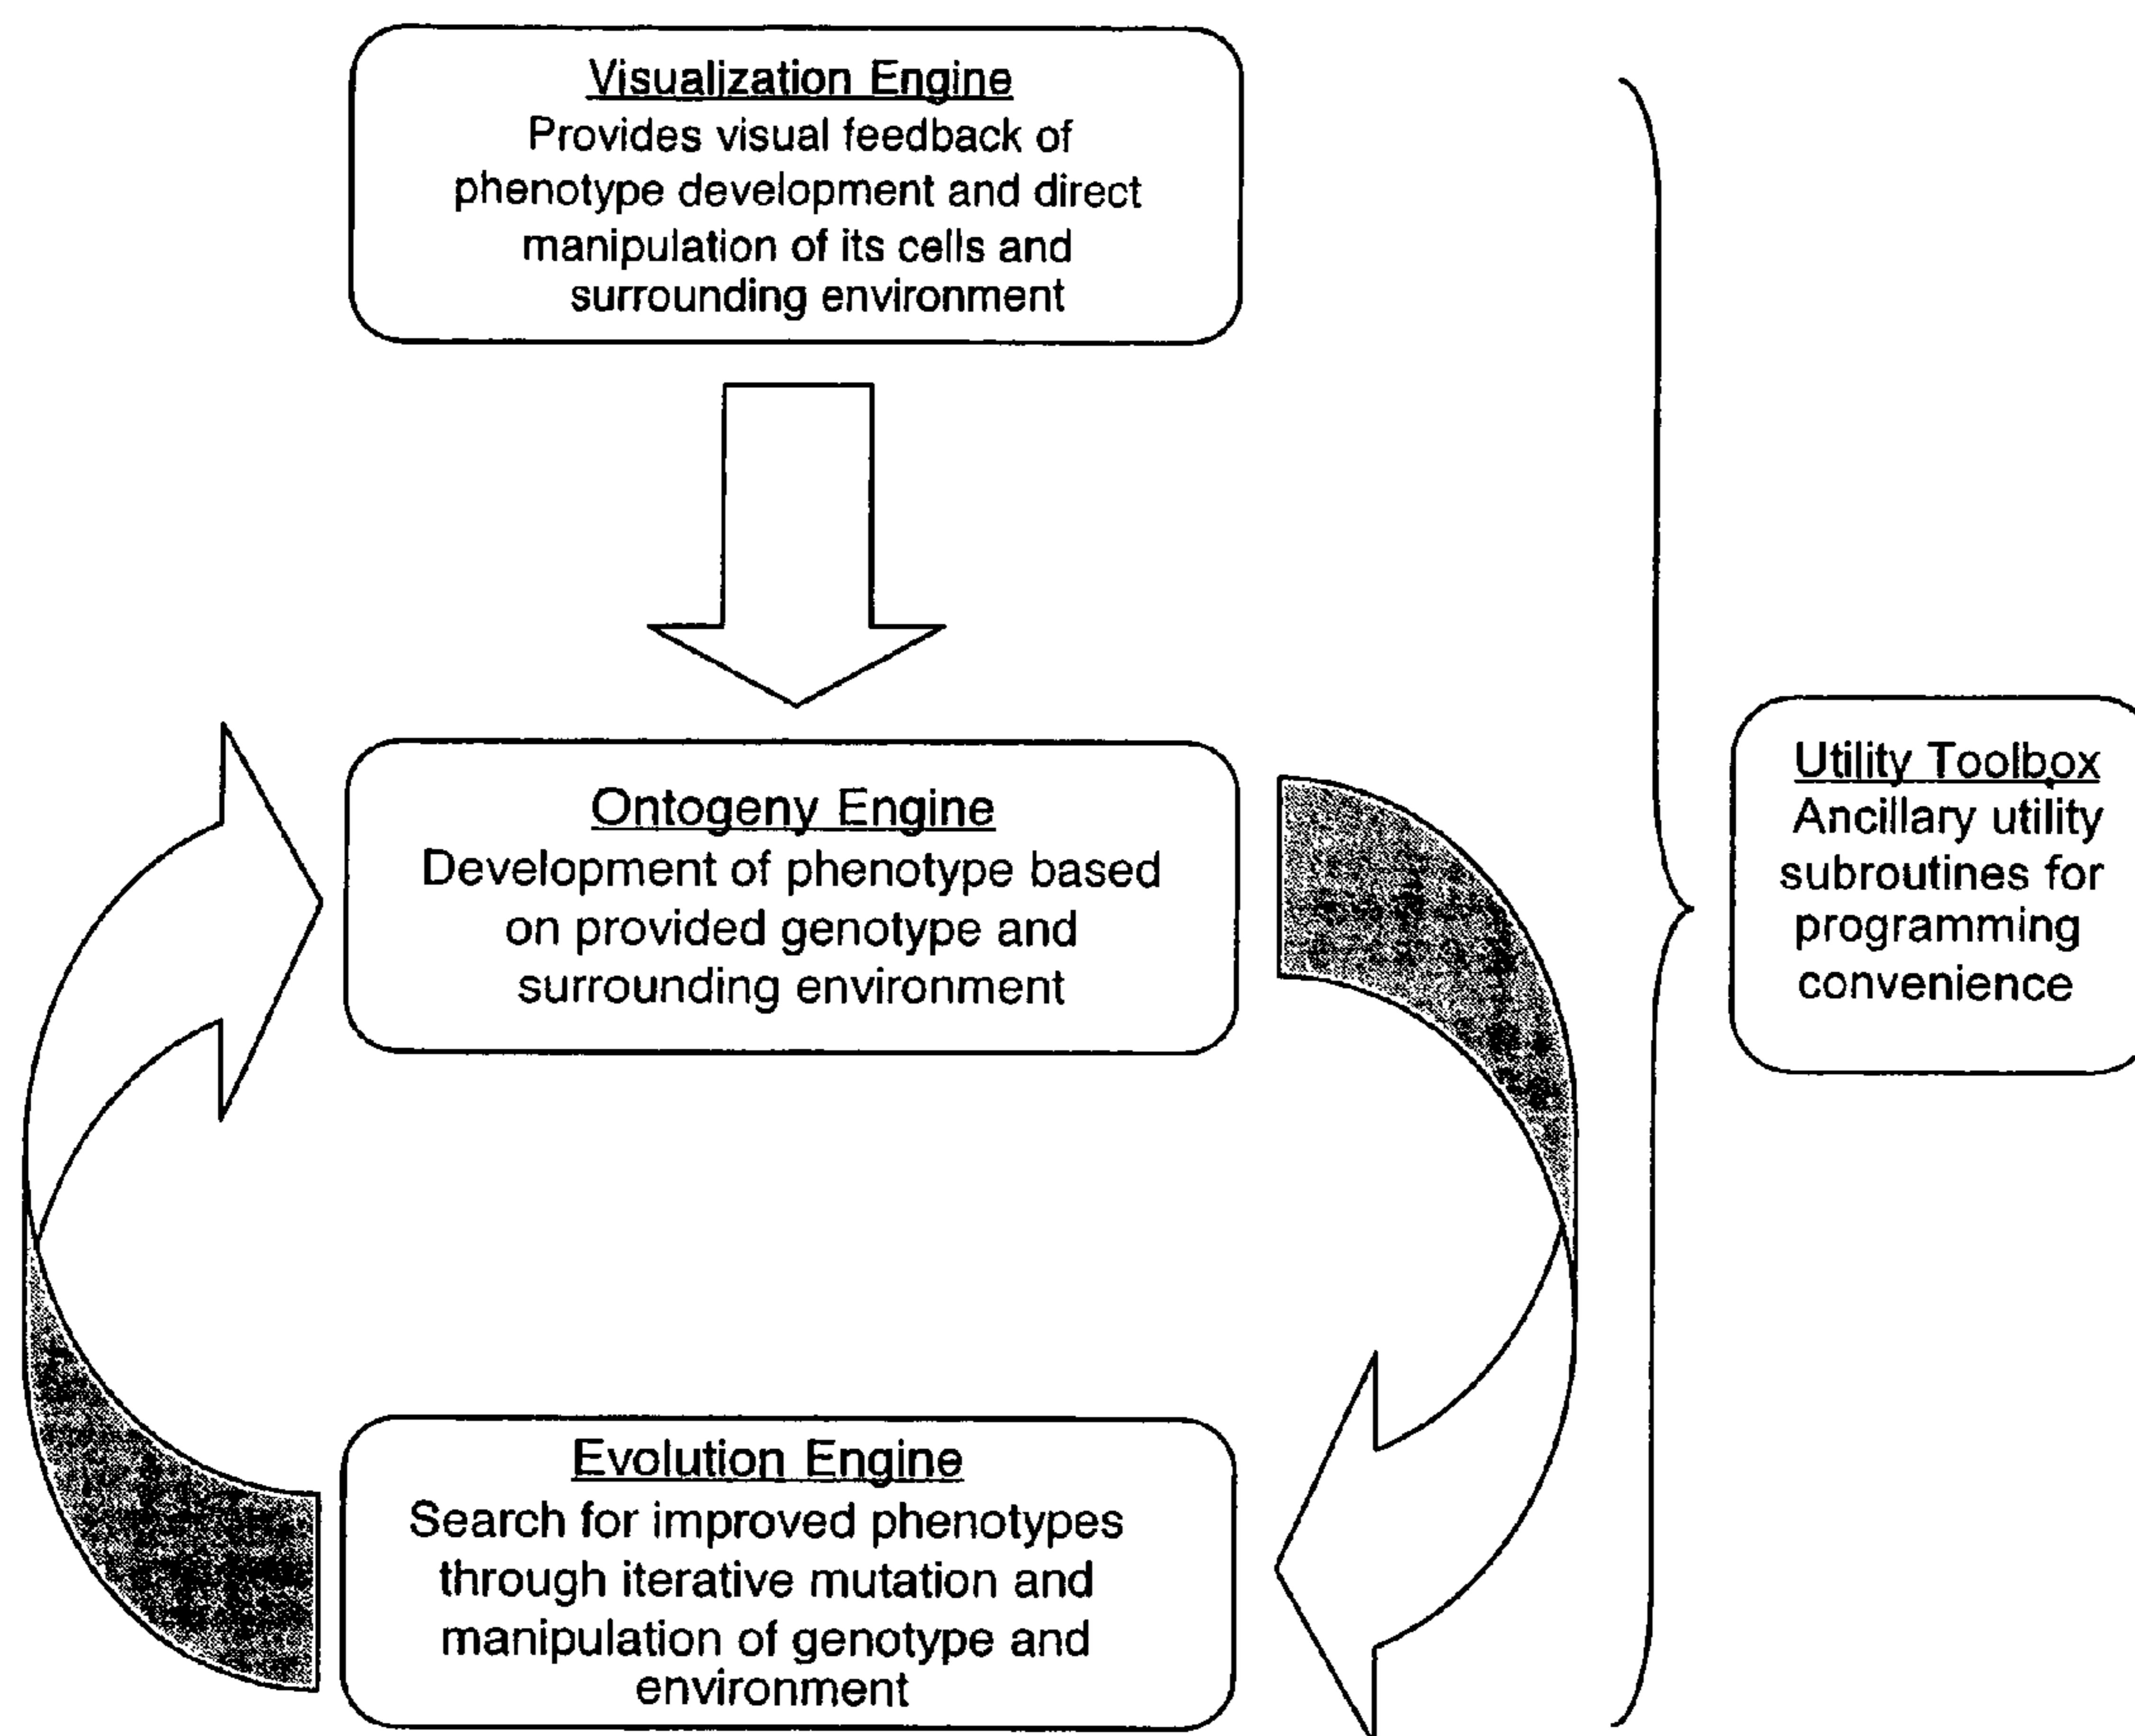 Visualization Engine
Provides visual feedback of
phenotype development and direct
manipulation of its cells and
surrounding environment
Ontogeny Engine
Development of phenotype based
on provided genotype and
surrounding environment
Utility Toolbox
Ancillary utility
subroutines for
programming
convenience
Evolution Engine
Search for improved phenotypes
through iterative mutation and
manipulation of genotype and
environment